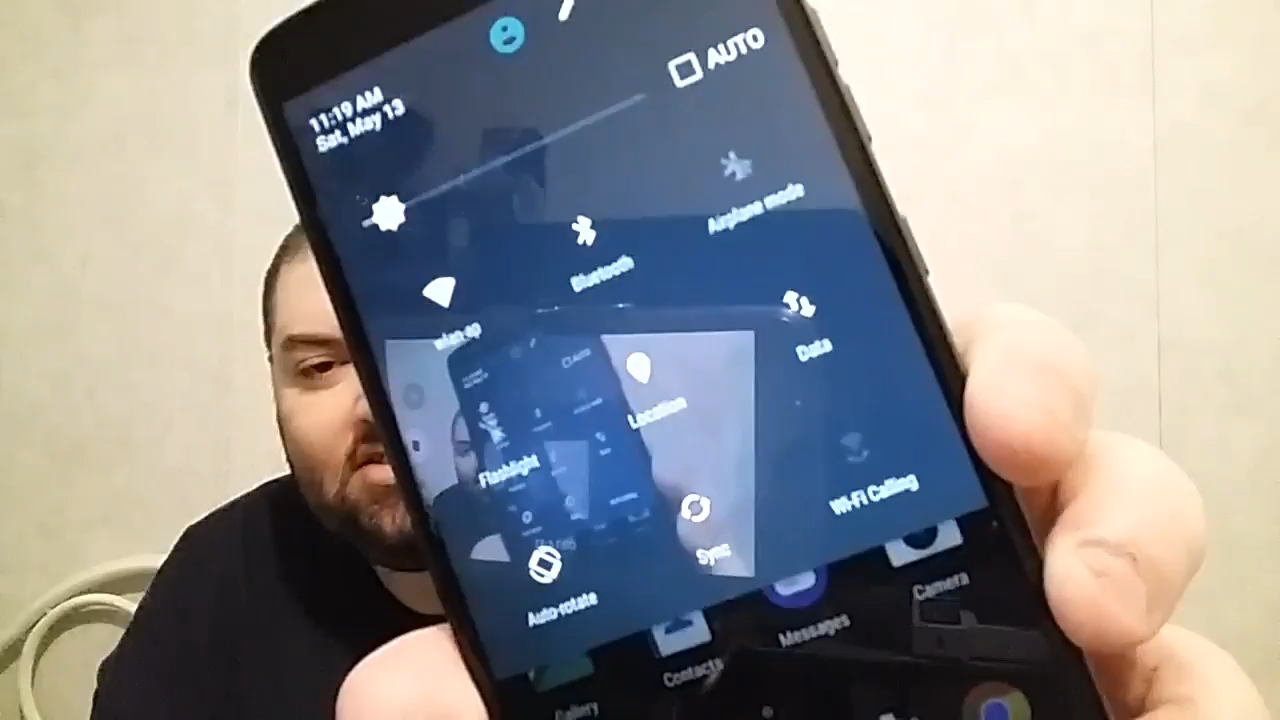 11:19 AM
Sat, May 13
AUTO
Airplane mode
Bluetooth
Data
Location
Flashlight
Wi-Fi Calling
Sync
Auto-rotate
Camera
Messages
Contacts
Gallery